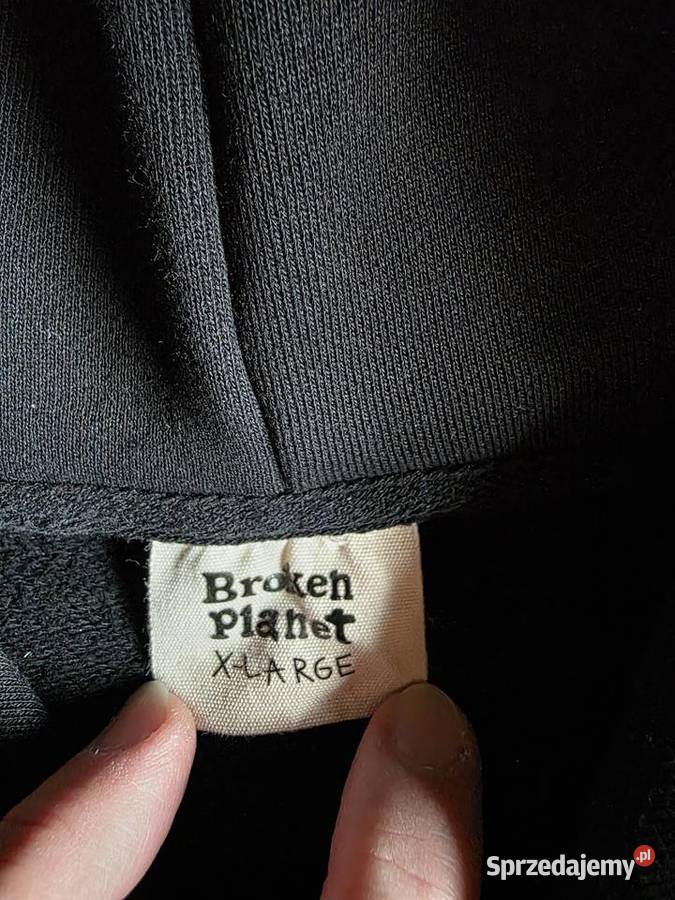 Broken
Planet
X-LARGE
Sprzedajemy.pl